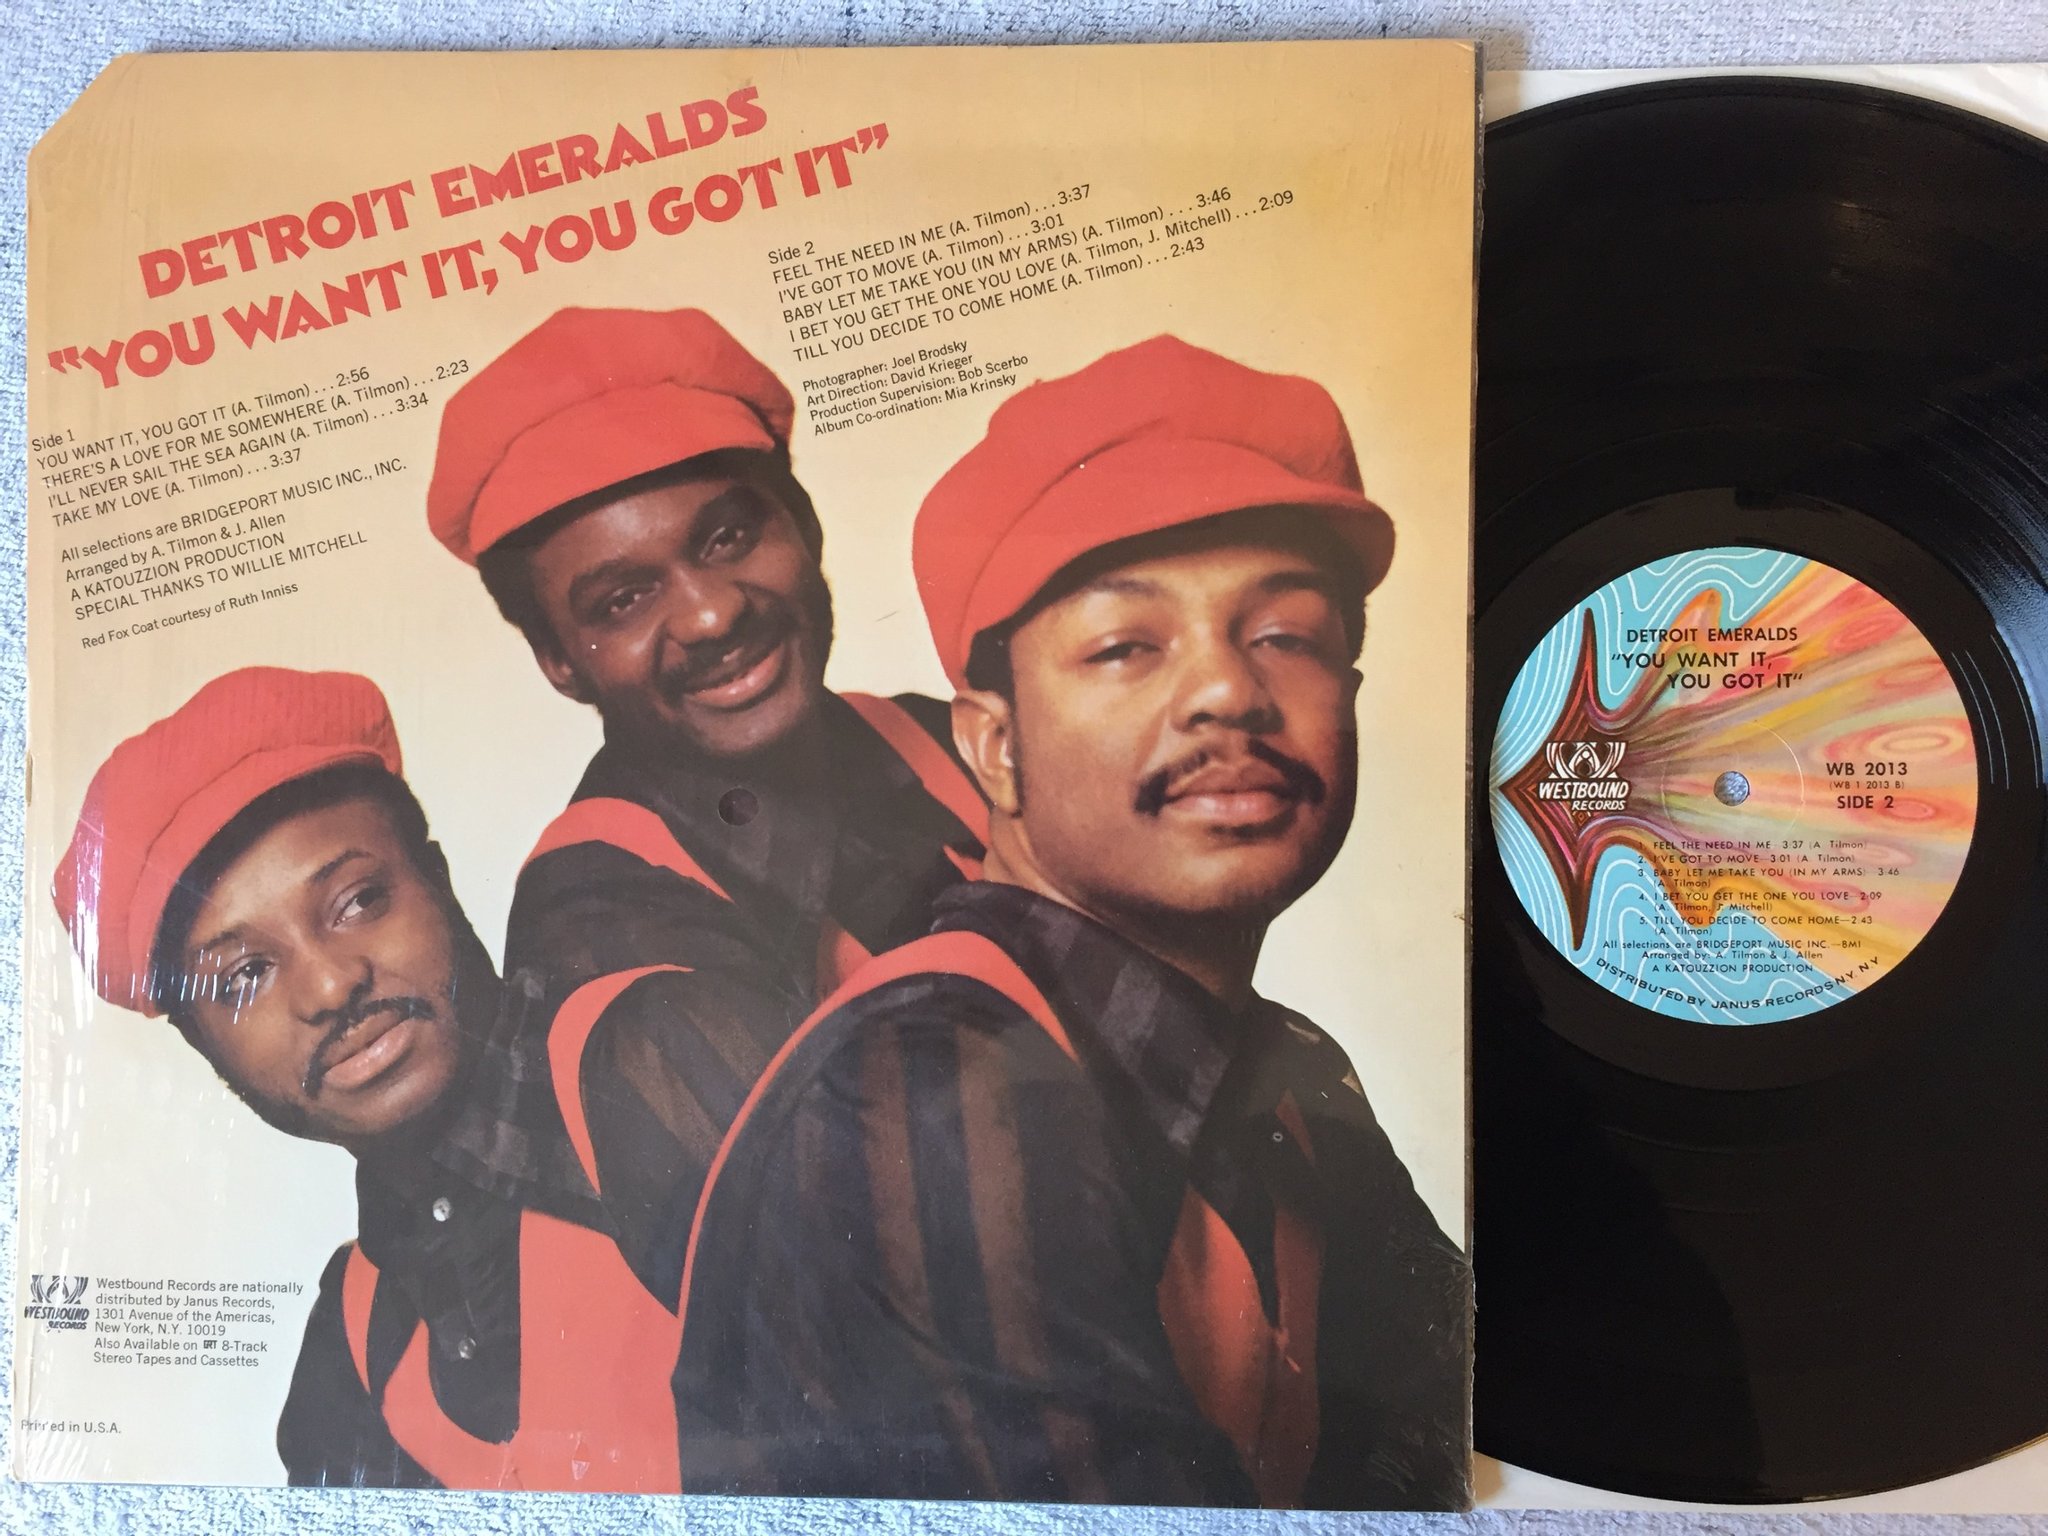 DETROIT EMERALDS
"YOU WANT IT, YOU GOT IT"
Side 1
YOU WANT IT, YOU GOT IT (A. Tilmon) . . . 2:56
THERE'S A LOVE FOR ME SOMEWHERE (A. Tilmon) . . . 2:23
I'LL NEVER SAIL THE SEA AGAIN (A. Tilmon) . . . 3:34
TAKE MY LOVE (A. Tilmon) . . . 3:37
All selections are BRIDGEPORT MUSIC INC., INC.
Arranged by A. Tilmon & J. Allen
A KATOUZZION PRODUCTION
SPECIAL THANKS TO WILLIE MITCHELL
Red Fox Coat courtesy of Ruth Inniss
Side 2
FEEL THE NEED IN ME (A. Tilmon) . . . 3:37
I'VE GOT TO MOVE (A. Tilmon) . . . 3:01
BABY LET ME TAKE YOU (IN MY ARMS) (A. Tilmon) . . . 3:46
I BET YOU GET THE ONE YOU LOVE (A. Tilmon, J. Mitchell) . . . 2:09
TILL YOU DECIDE TO COME HOME (A. Tilmon) . . . 2:43
Photographer: Joel Brodsky
Art Direction: David Krieger
Production Supervision: Bob Scerbo
Album Co-ordination: Mia Krinsky
WESTBOUND
RECORDS
Westbound Records are nationally
distributed by Janus Records,
1301 Avenue of the Americas,
New York, N.Y. 10019
Also Available on GRT 8-Track
Stereo Tapes and Cassettes
Printed in U.S.A.
DETROIT EMERALDS
"YOU WANT IT,
YOU GOT IT"
WESTBOUND
RECORDS
WB 2013
(WB 1 2013 B)
SIDE 2
1. FEEL THE NEED IN ME—3:37 (A. Tilmon)
2. I'VE GOT TO MOVE—3:01 (A. Tilmon)
3. BABY LET ME TAKE YOU (IN MY ARMS)—3:46
(A. Tilmon)
4. I BET YOU GET THE ONE YOU LOVE—2:09
(A. Tilmon, J. Mitchell)
5. TILL YOU DECIDE TO COME HOME—2:43
(A. Tilmon)
All selections are BRIDGEPORT MUSIC INC.—BMI
Arranged by: A. Tilmon & J. Allen
A KATOUZZION PRODUCTION
DISTRIBUTED BY JANUS RECORDS N.Y. N.Y.